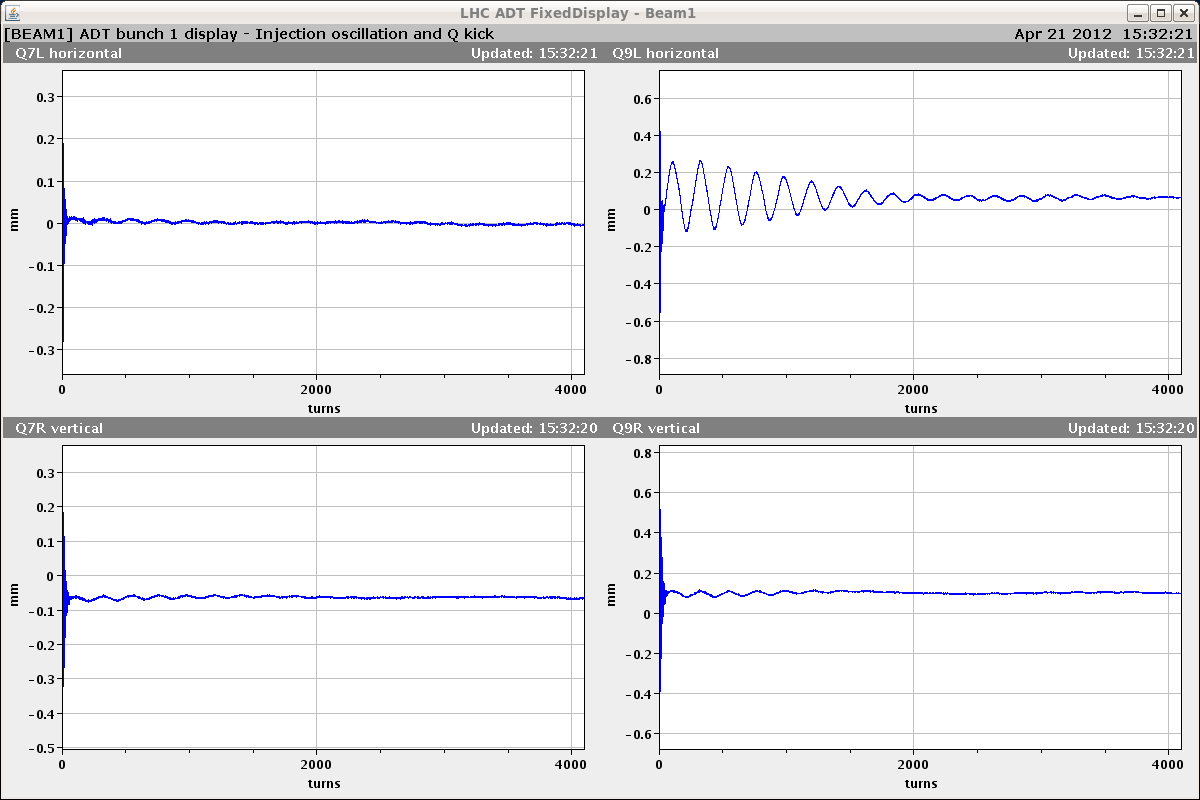 LHC ADT FixedDisplay - Beam1
[BEAM1] ADT bunch 1 display - Injection oscillation and Q kick Apr 21 2012 15:32:21
Q7L horizontal Updated: 15:32:21
0.3
0.2
0.1
0
-0.1
-0.2
-0.3
mm
0 2000 4000
turns
Q9L horizontal Updated: 15:32:21
0.6
0.4
0.2
0
-0.2
-0.4
-0.6
-0.8
mm
0 2000 4000
turns
Q7R vertical Updated: 15:32:20
0.3
0.2
0.1
0
-0.1
-0.2
-0.3
-0.4
-0.5
mm
0 2000 4000
turns
Q9R vertical Updated: 15:32:20
0.8
0.6
0.4
0.2
0
-0.2
-0.4
-0.6
mm
0 2000 4000
turns